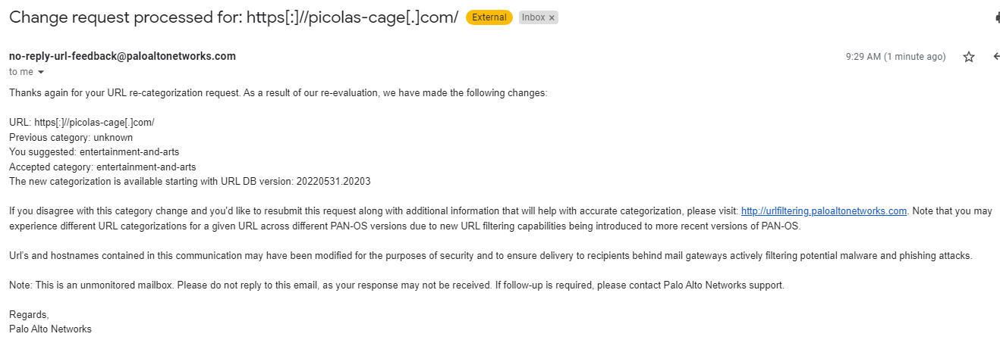 Change request processed for: https[:]//picolas-cage[.]com/ External Inbox ×
no-reply-url-feedback@paloaltonetworks.com 9:29 AM (1 minute ago)
to me
Thanks again for your URL re-categorization request. As a result of our re-evaluation, we have made the following changes:
URL: https[:]//picolas-cage[.]com/
Previous category: unknown
You suggested: entertainment-and-arts
Accepted category: entertainment-and-arts
The new categorization is available starting with URL DB version: 20220531.20203
If you disagree with this category change and you'd like to resubmit this request along with additional information that will help with accurate categorization, please visit: http://urlfiltering.paloaltonetworks.com. Note that you may
experience different URL categorizations for a given URL across different PAN-OS versions due to new URL filtering capabilities being introduced to more recent versions of PAN-OS.
Url's and hostnames contained in this communication may have been modified for the purposes of security and to ensure delivery to recipients behind mail gateways actively filtering potential malware and phishing attacks.
Note: This is an unmonitored mailbox. Please do not reply to this email, as your response may not be received. If follow-up is required, please contact Palo Alto Networks support.
Regards,
Palo Alto Networks